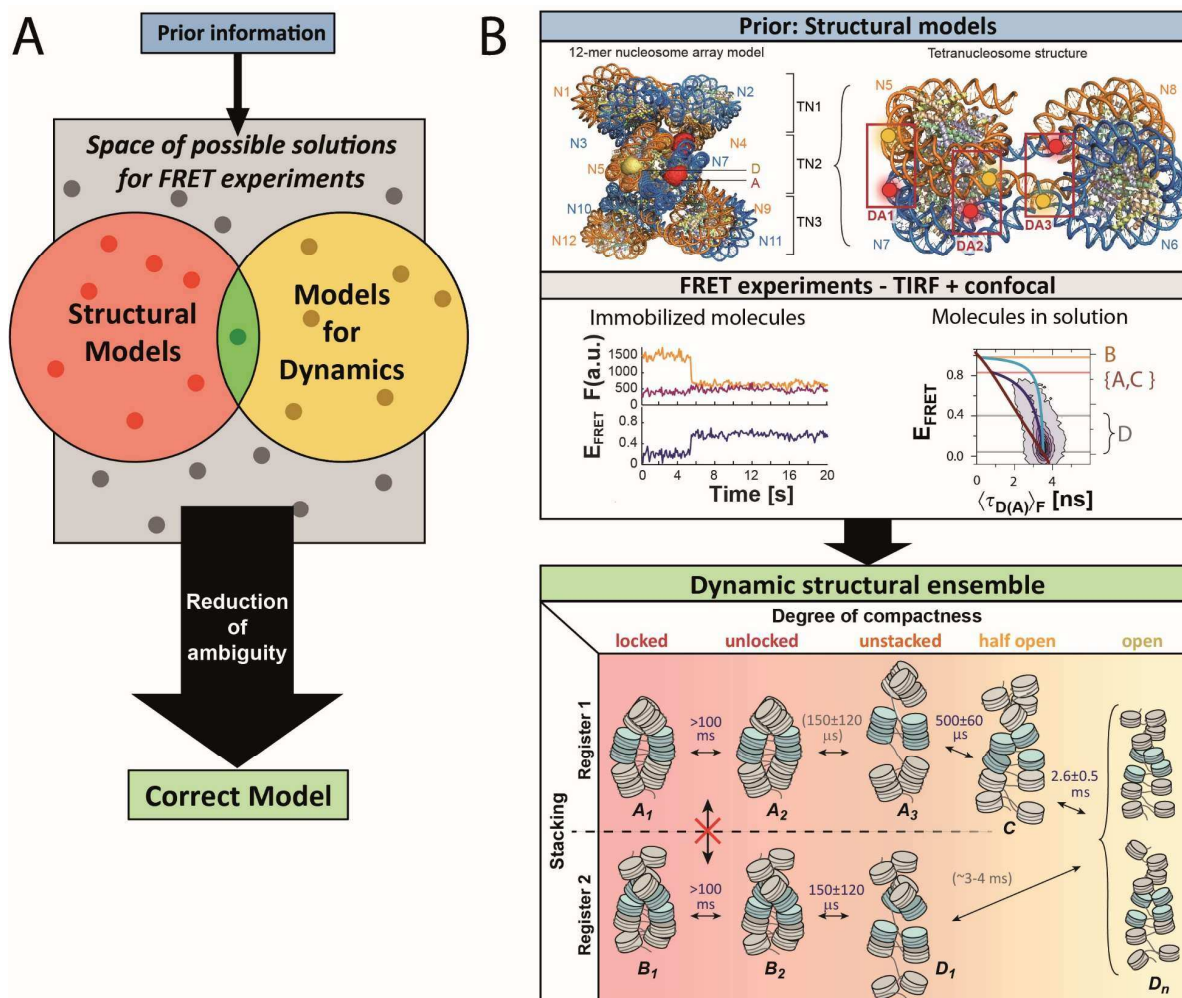 A
Prior information
Space of possible solutions
for FRET experiments
Structural
Models
Models
for
Dynamics
Reduction
of
ambiguity
Correct Model
B
Prior: Structural models
12-mer nucleosome array model
Tetranucleosome structure
N1
N2
N3
N4
N5
N7
D
A
N10
N9
N12
N11
TN1
TN2
TN3
N5
N8
DA1
DA2
DA3
N7
N6
FRET experiments - TIRF + confocal
Immobilized molecules
F(a.u.)
1500
1000
500
0
E_FRET
0.8
0.4
0
0 4 8 12 16 20
Time [s]
Molecules in solution
E_FRET
0.8
0.4
0.0
0 2 4
⟨τ_D(A)⟩_F [ns]
B
{A,C }
D
Dynamic structural ensemble
Degree of compactness
locked unlocked unstacked half open open
Stacking
Register 1
>100
ms
(150±120
µs)
500±60
µs
2.6±0.5
ms
A1
A2
A3
C
Register 2
>100
ms
150±120
µs
(~3-4 ms)
B1
B2
D1
Dn